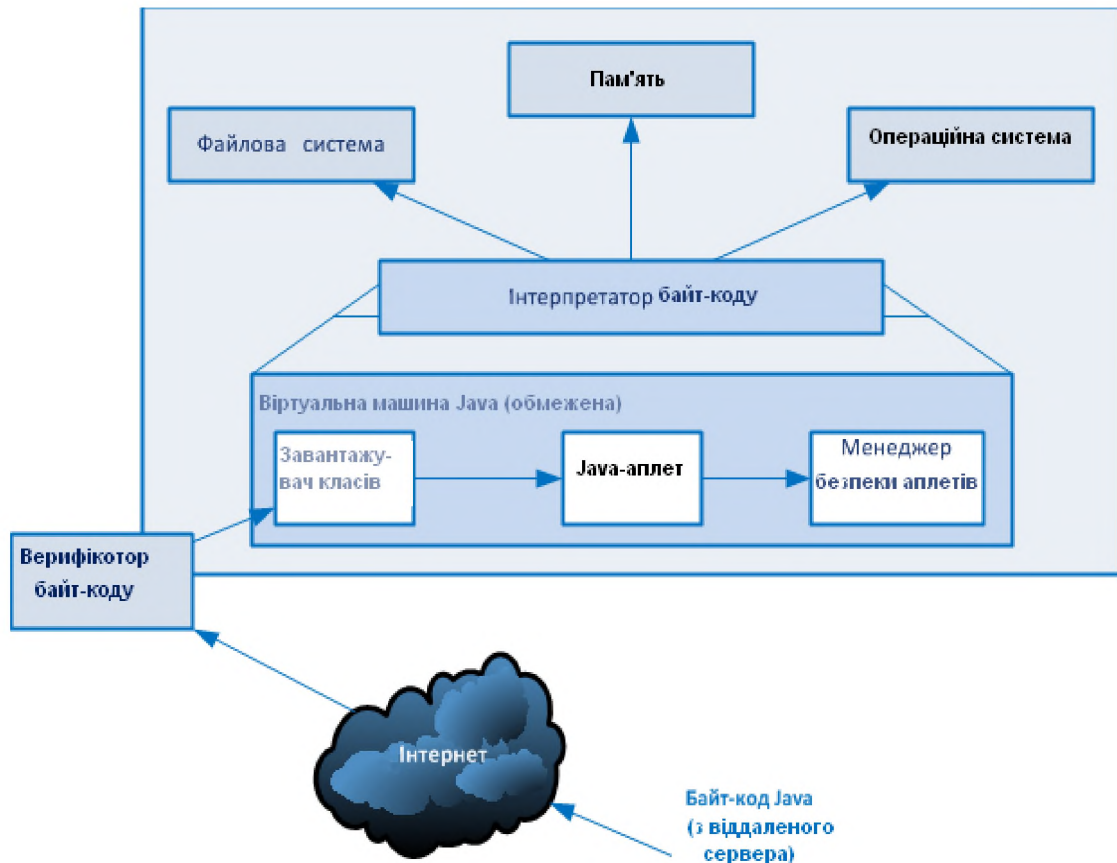 Пам'ять
Файлова система
Операційна система
Інтерпретатор байт-коду
Віртуальна машина Java (обмежена)
Завантажу-
вач класів
Java-аплет
Менеджер
безпеки аплетів
Верифікотор
байт-коду
Інтернет
Байт-код Java
(з віддаленого
сервера)